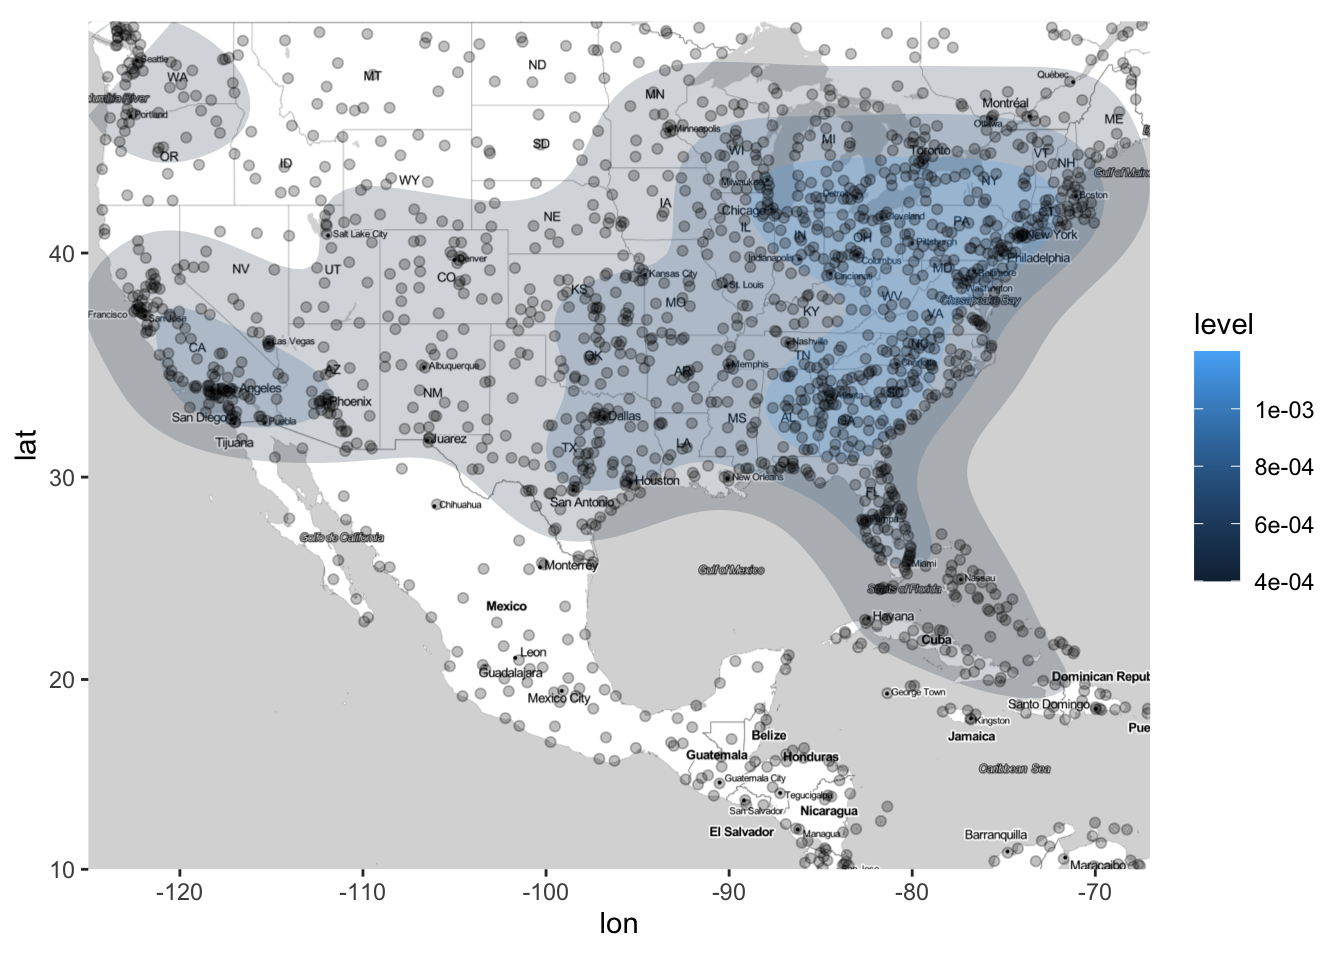 Seattle
WA
MT
ND
Québec
MN
Montréal
ME
Portland
Minneapolis
Ottawa
OR
ID
SD
WI
MI
Toronto
VT
NH
Gulf of Maine
WY
Milwaukee
NY
Boston
NE
IA
Chicago
Cleveland
PA
CT
Salt Lake City
IL
IN
OH
Pittsburgh
New York
40
NV
UT
Denver
CO
Kansas City
Indianapolis
Columbus
MD
Baltimore
Philadelphia
KS
St. Louis
Cincinnati
Washington
MO
WV
Chesapeake Bay
Francisco
San Jose
KY
VA
Las Vegas
CA
OK
Nashville
TN
NC
AZ
Albuquerque
AR
Memphis
Angeles
NM
Phoenix
San Diego
Puebla
Dallas
MS
AL
GA
SC
Tijuana
Juarez
TX
LA
30
Houston
New Orleans
San Antonio
FL
Chihuahua
Tampa
Golfo de California
Monterrey
Gulf of Mexico
Miami
Nassau
Straits of Florida
Mexico
Havana
Cuba
Leon
Guadalajara
20
Mexico City
George Town
Dominican Repub
Santo Domingo
Kingston
Jamaica
Pue
Belize
Guatemala
Honduras
Caribbean Sea
Guatemala City
Tegucigalpa
San Salvador
Nicaragua
El Salvador
Managua
Barranquilla
Maracaibo
10
-120
-110
-100
-90
-80
-70
lon
lat
level
1e-03
8e-04
6e-04
4e-04